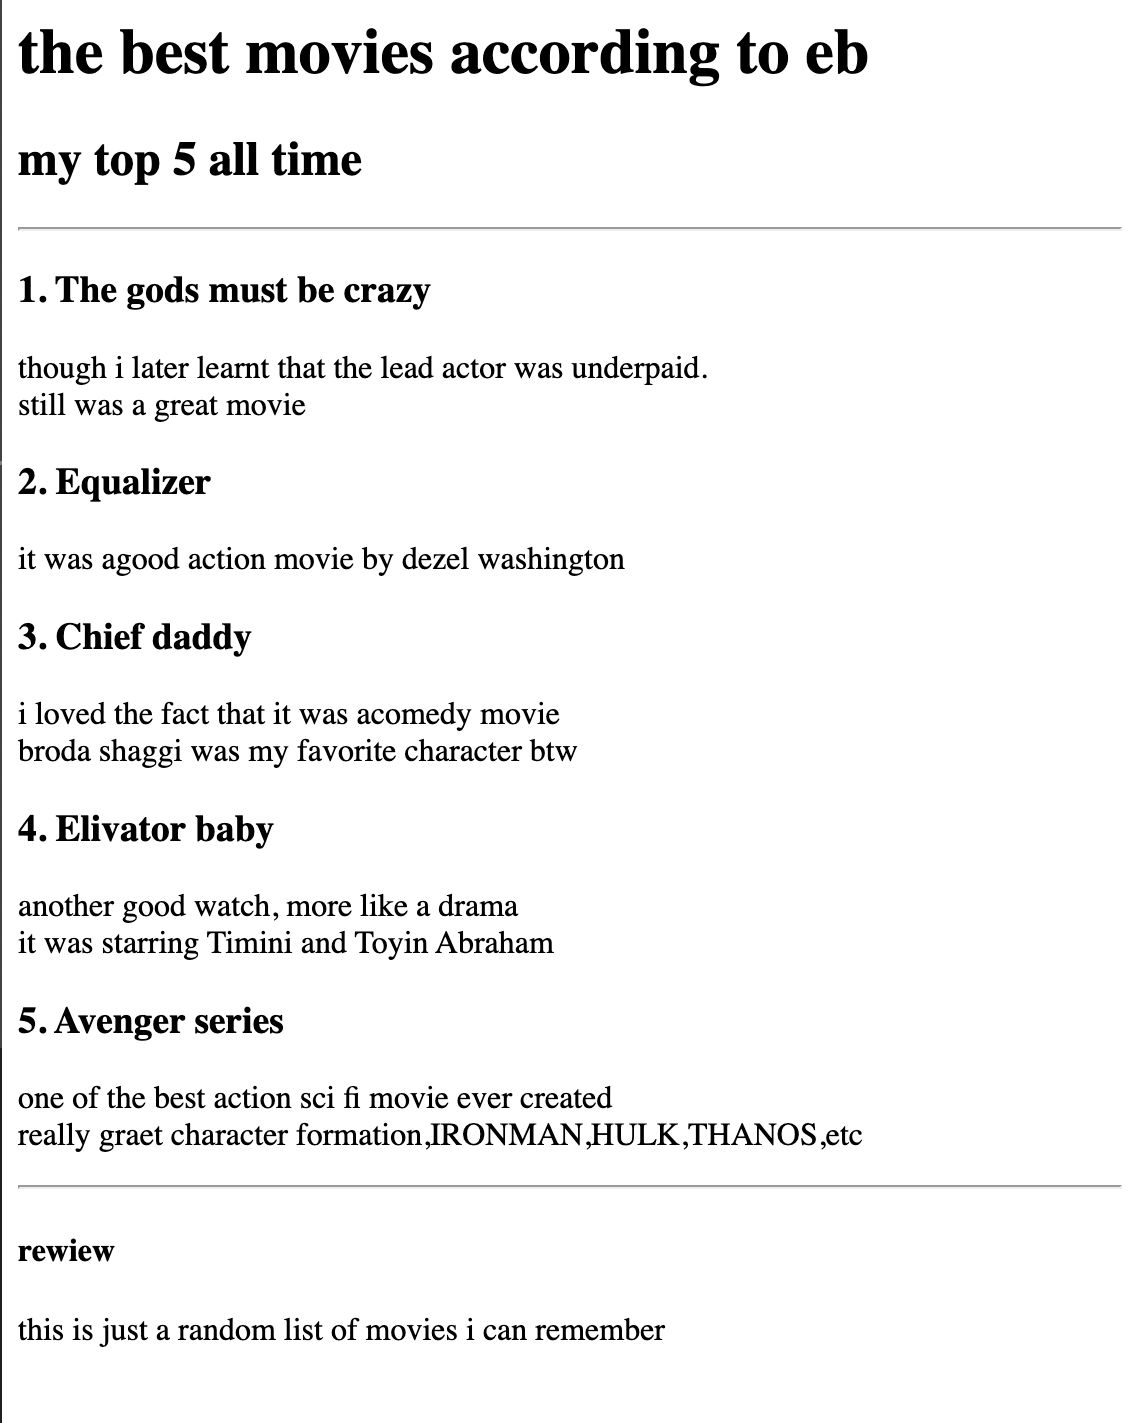 the best movies according to eb
my top 5 all time
1. The gods must be crazy
though i later learnt that the lead actor was underpaid.
still was a great movie
2. Equalizer
it was agood action movie by dezel washington
3. Chief daddy
i loved the fact that it was acomedy movie
broda shaggi was my favorite character btw
4. Elivator baby
another good watch, more like a drama
it was starring Timini and Toyin Abraham
5. Avenger series
one of the best action sci fi movie ever created
really graet character formation,IRONMAN,HULK,THANOS,etc
rewiew
this is just a random list of movies i can remember